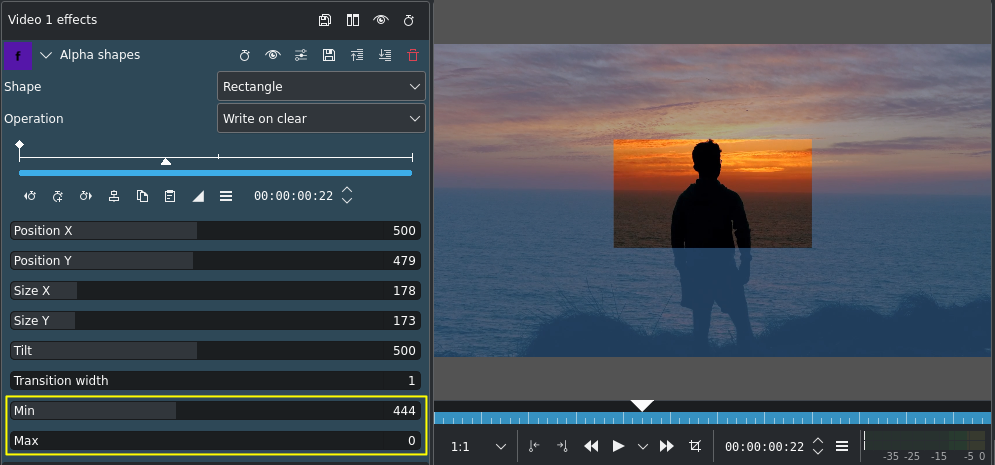 Video 1 effects
f
Alpha shapes
Shape
Rectangle
Operation
Write on clear
00:00:00:22
Position X 500
Position Y 479
Size X 178
Size Y 173
Tilt 500
Transition width 1
Min 444
Max 0
1:1
00:00:00:22
-35 -25 -15 -5 0